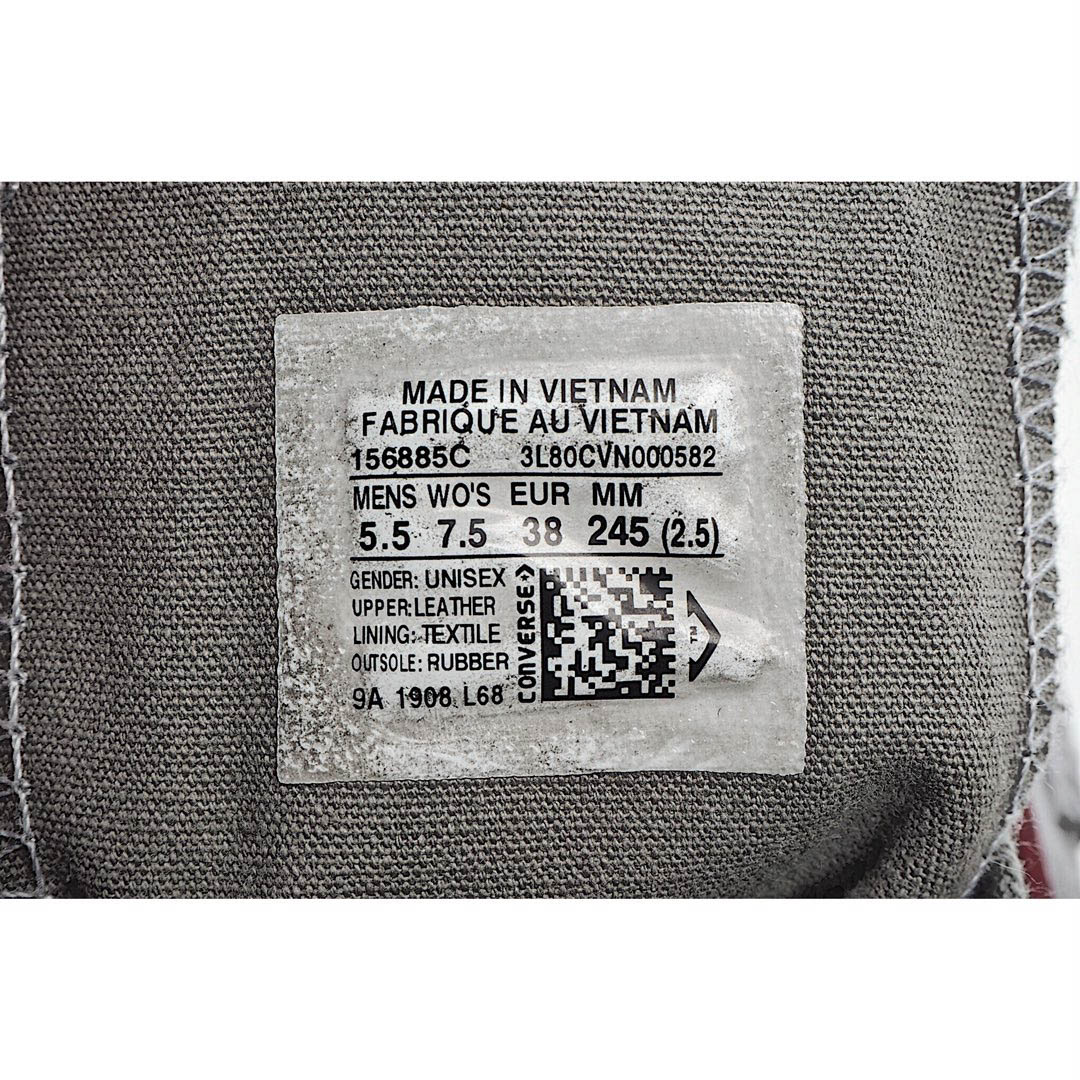 MADE IN VIETNAM
FABRIQUE AU VIETNAM
156885C 3L80CVN000582
MENS WO'S EUR MM
5.5 7.5 38 245 (2.5)
GENDER: UNISEX
UPPER: LEATHER
LINING: TEXTILE
OUTSOLE: RUBBER
9A 1908 L68
CONVERSE
TM